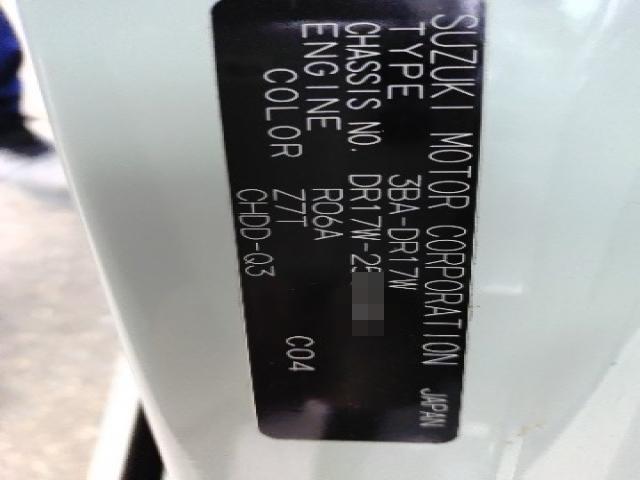 SUZUKI MOTOR CORPORATION JAPAN
TYPE 3BA-DR17W
CHASSIS NO. DR17W-25
ENGINE R06A
COLOR Z7T C04
CHDD-Q3